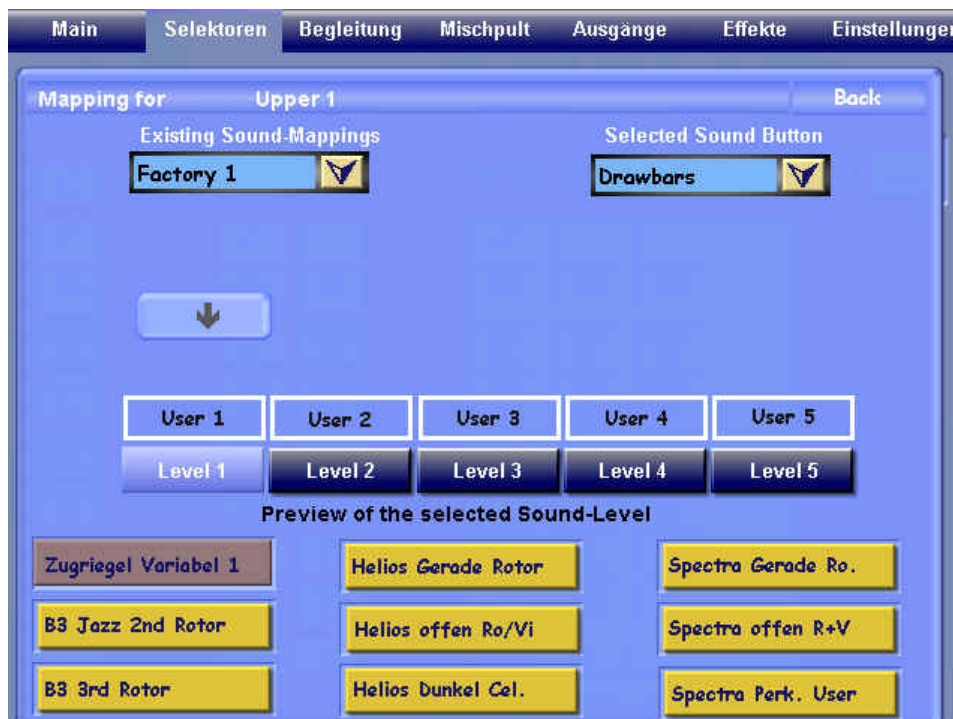 Main Selektoren Begleitung Mischpult Ausgänge Effekte Einstellungen
Mapping for Upper 1 Back
Existing Sound-Mappings Selected Sound Button
Factory 1 Drawbars
User 1 User 2 User 3 User 4 User 5
Level 1 Level 2 Level 3 Level 4 Level 5
Preview of the selected Sound-Level
Zugriegel Variabel 1 Helios Gerade Rotor Spectra Gerade Ro.
B3 Jazz 2nd Rotor Helios offen Ro/Vi Spectra offen R+V
B3 3rd Rotor Helios Dunkel Cel. Spectra Perk. User